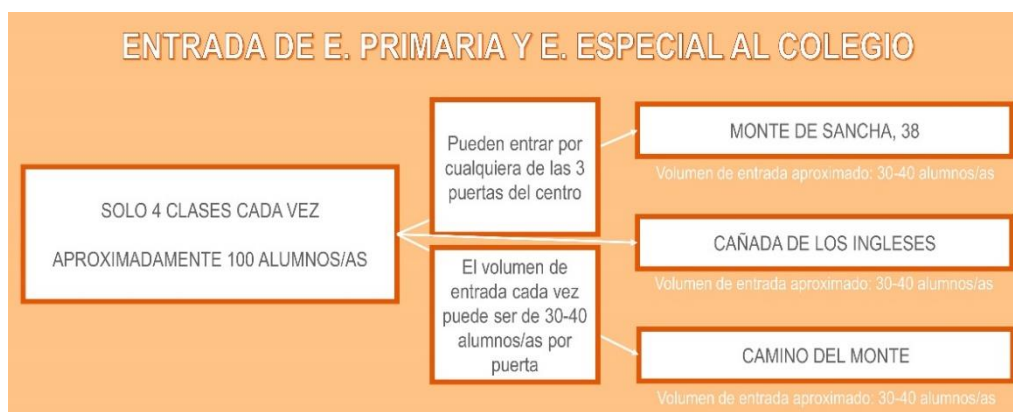 ENTRADA DE E. PRIMARIA Y E. ESPECIAL AL COLEGIO
SOLO 4 CLASES CADA VEZ
APROXIMADAMENTE 100 ALUMNOS/AS
Pueden entrar por
cualquiera de las 3
puertas del centro
El volumen de
entrada cada vez
puede ser de 30-40
alumnos/as por
puerta
MONTE DE SANCHA, 38
Volumen de entrada aproximado: 30-40 alumnos/as
CAÑADA DE LOS INGLESES
Volumen de entrada aproximado: 30-40 alumnos/as
CAMINO DEL MONTE
Volumen de entrada aproximado: 30-40 alumnos/as